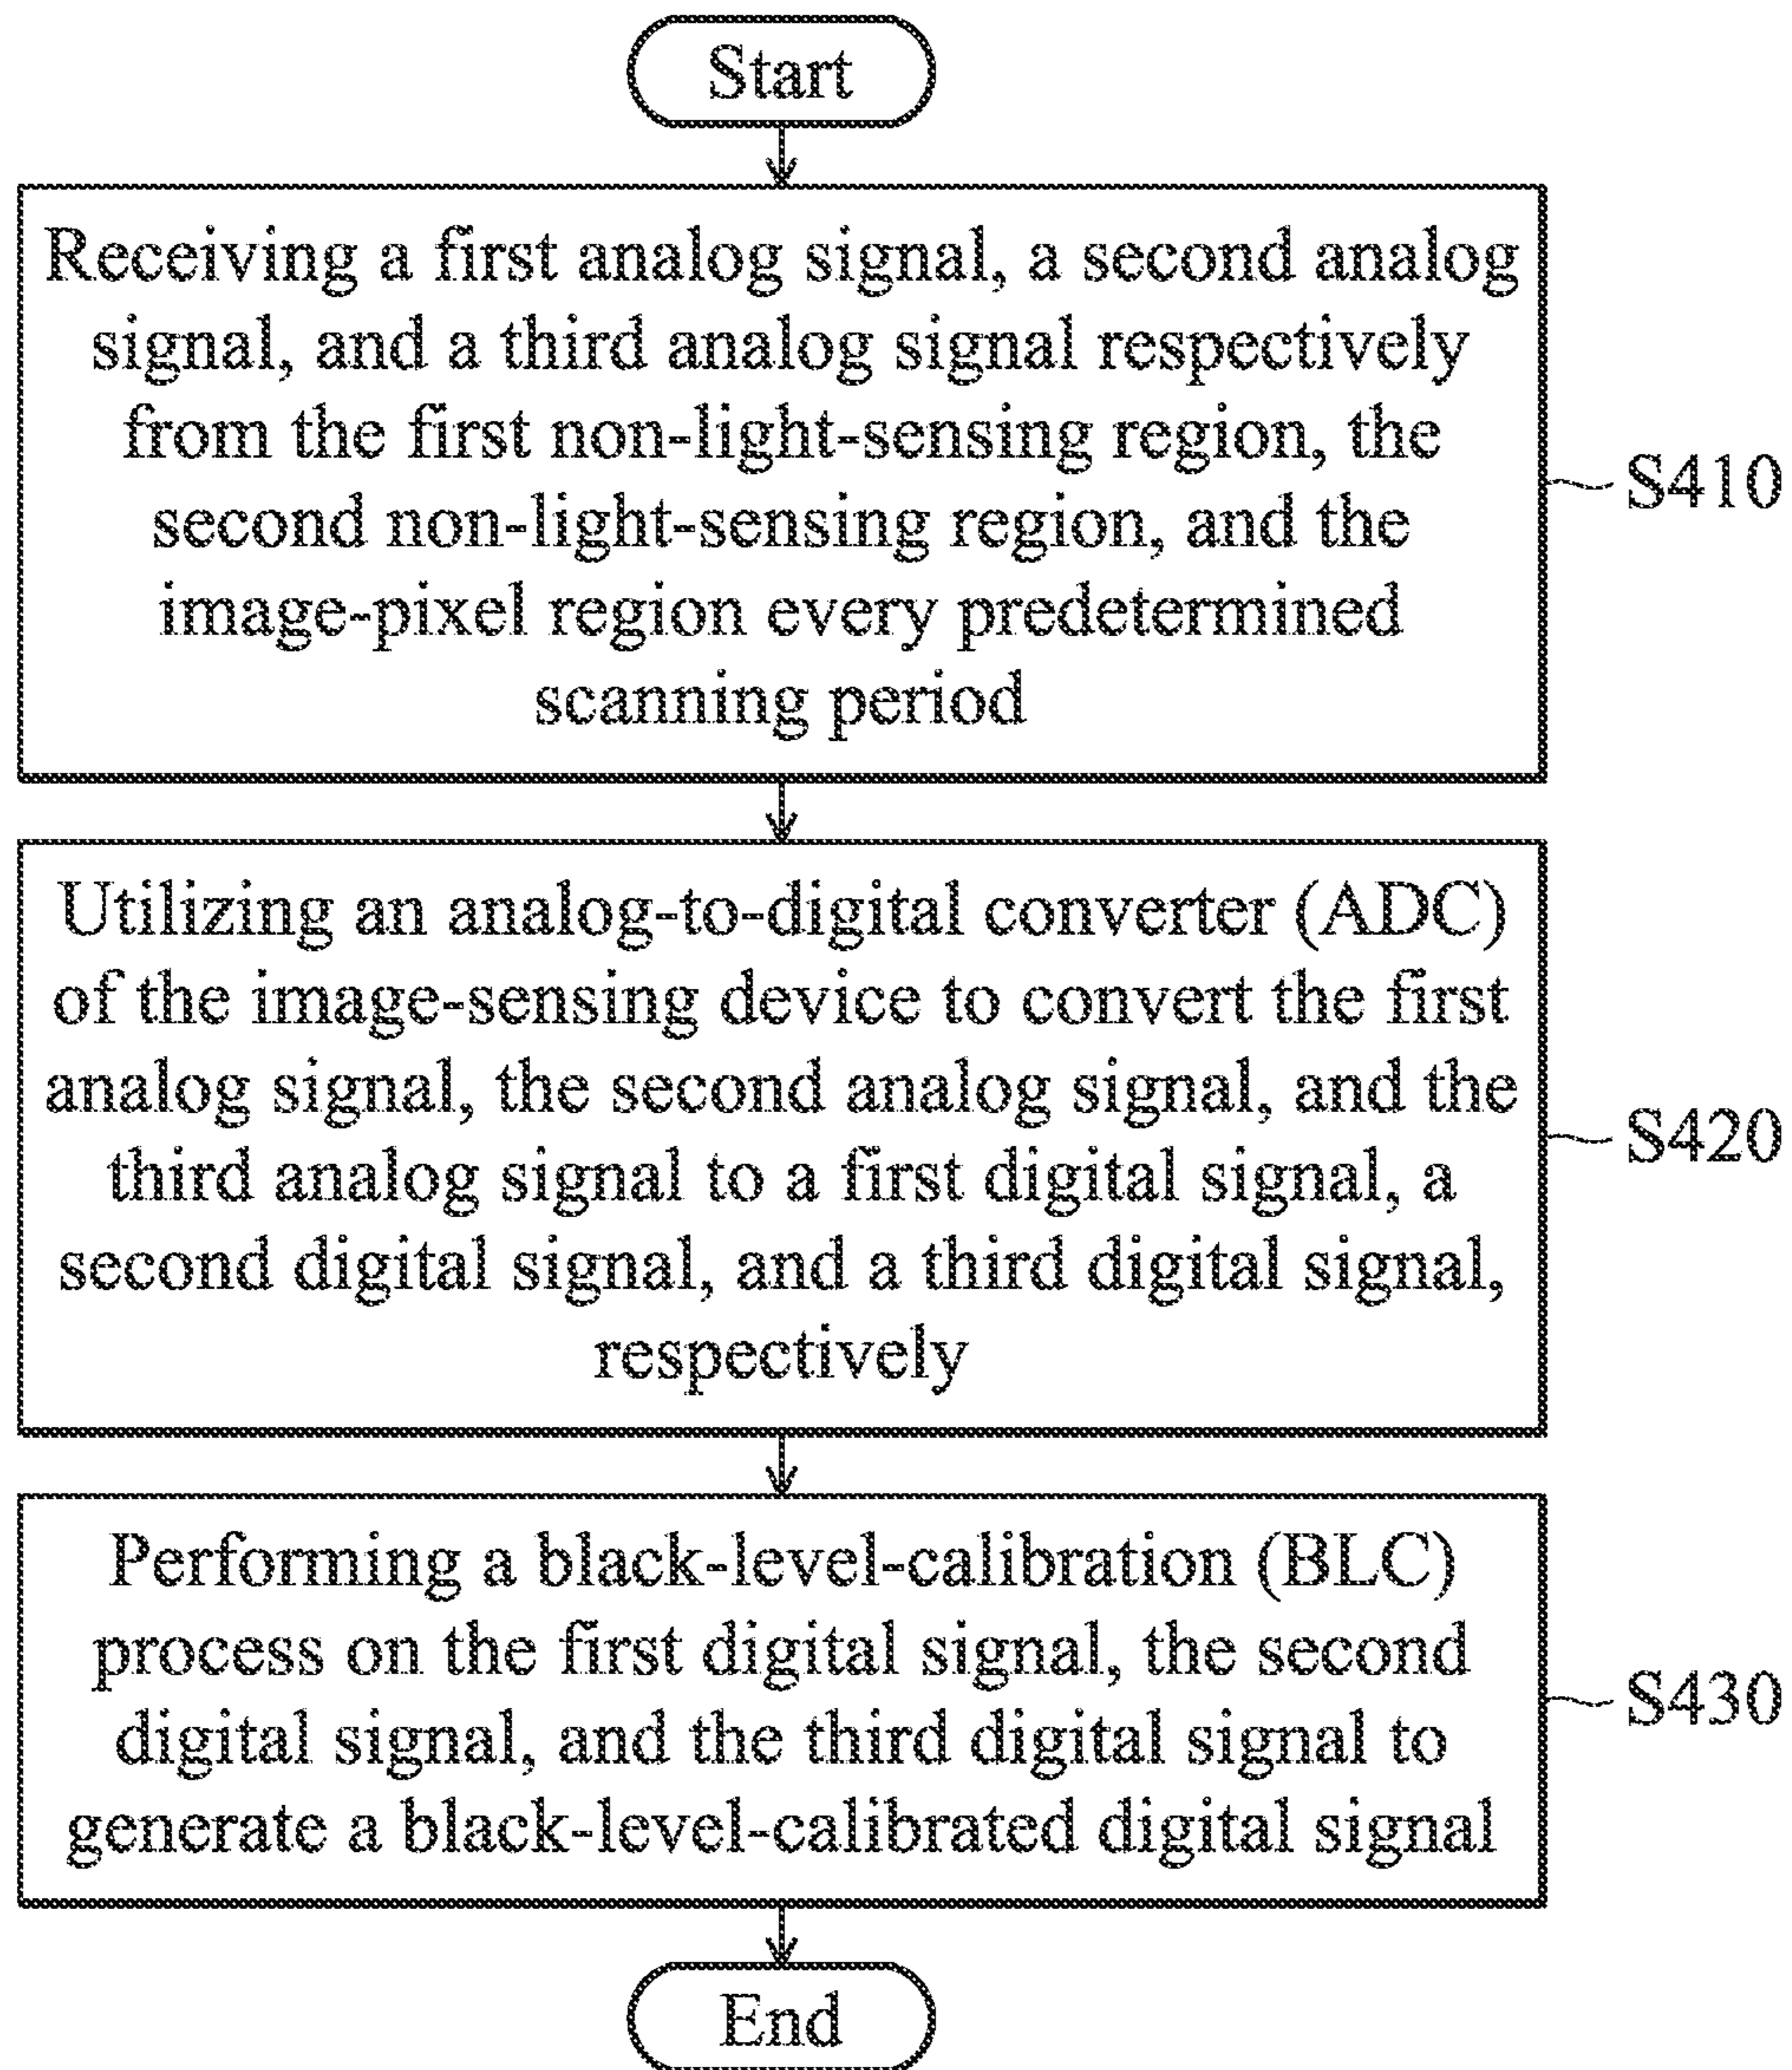 Start
Receiving a first analog signal, a second analog
signal, and a third analog signal respectively
from the first non-light-sensing region, the
second non-light-sensing region, and the
image-pixel region every predetermined
scanning period
S410
Utilizing an analog-to-digital converter (ADC)
of the image-sensing device to convert the first
analog signal, the second analog signal, and the
third analog signal to a first digital signal, a
second digital signal, and a third digital signal,
respectively
S420
Performing a black-level-calibration (BLC)
process on the first digital signal, the second
digital signal, and the third digital signal to
generate a black-level-calibrated digital signal
S430
End